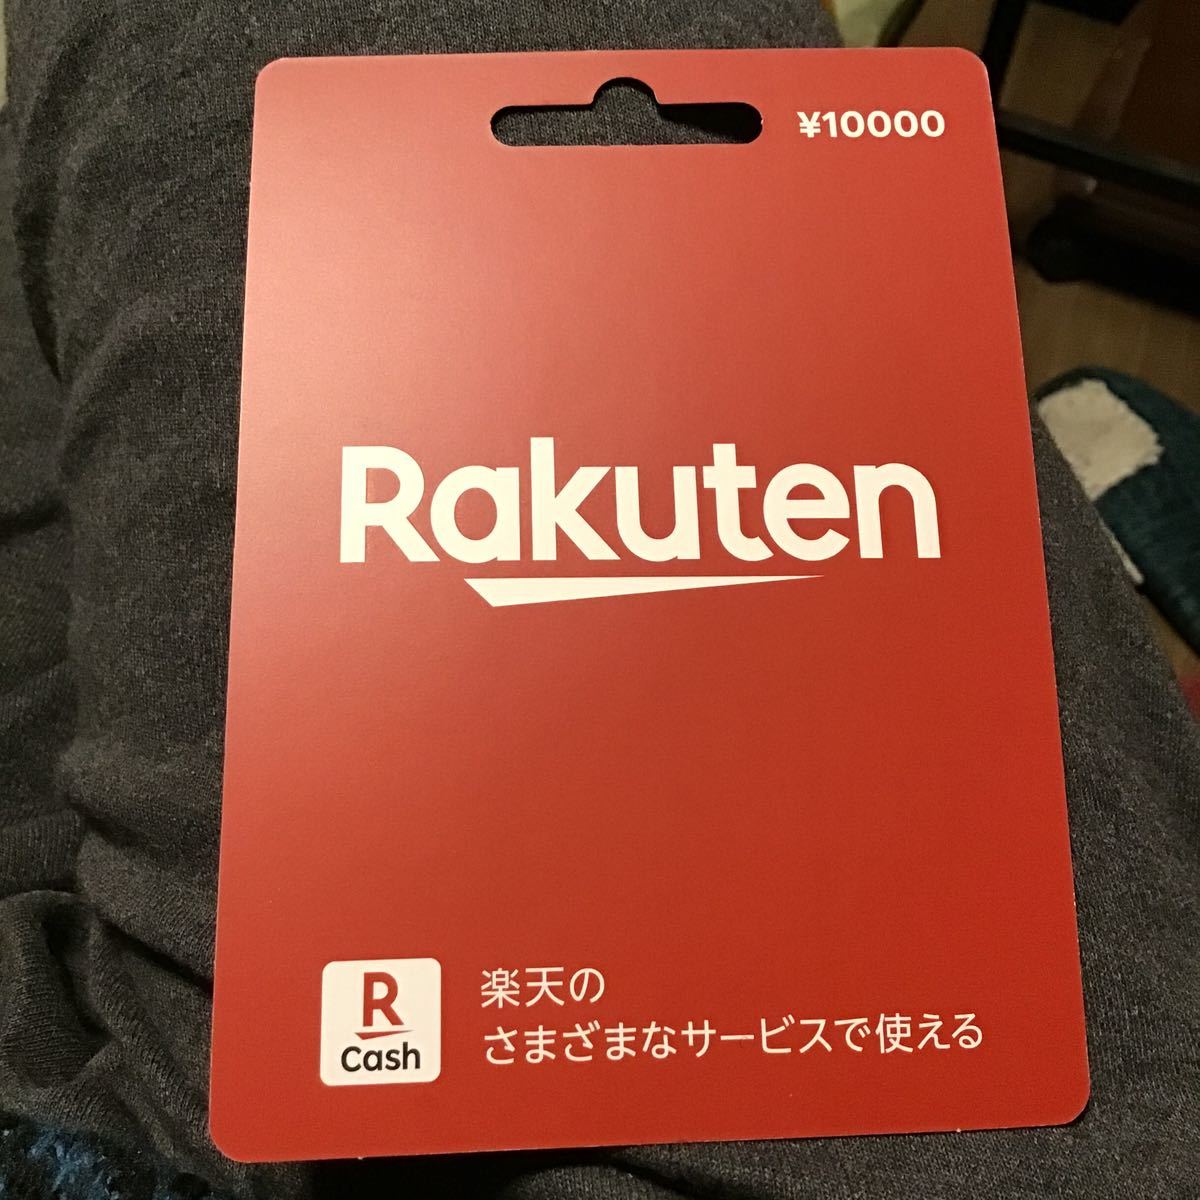 ¥10000
Rakuten
R
Cash
楽天の
さまざまなサービスで使える